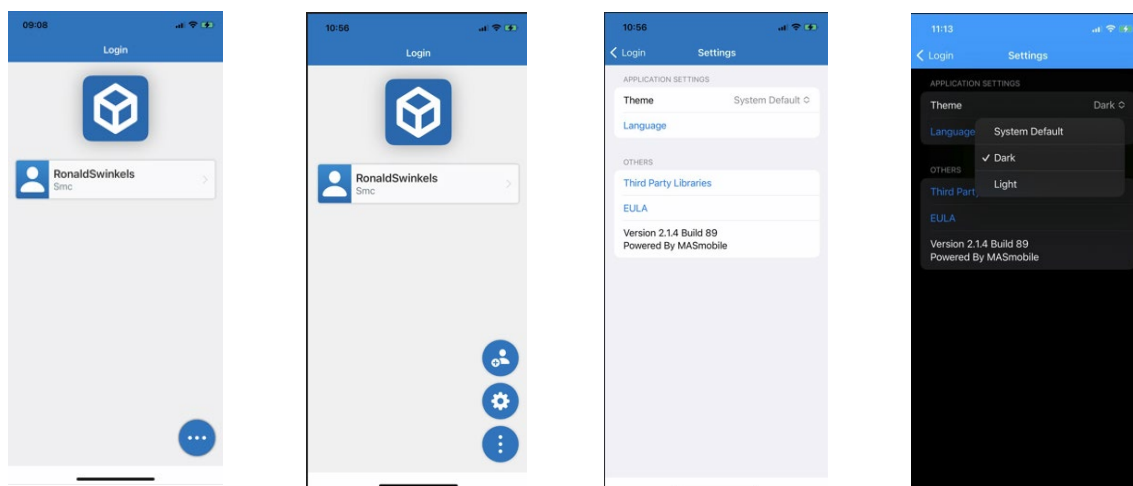 09:08
Login
RonaldSwinkels
Smc
10:56
Login
RonaldSwinkels
Smc
10:56
Login
Settings
APPLICATION SETTINGS
Theme
System Default
Language
OTHERS
Third Party Libraries
EULA
Version 2.1.4 Build 89
Powered By MASmobile
11:13
Login
Settings
APPLICATION SETTINGS
Theme
Dark
Language
System Default
Dark
OTHERS
Third Part
Light
EULA
Version 2.1.4 Build 89
Powered By MASmobile